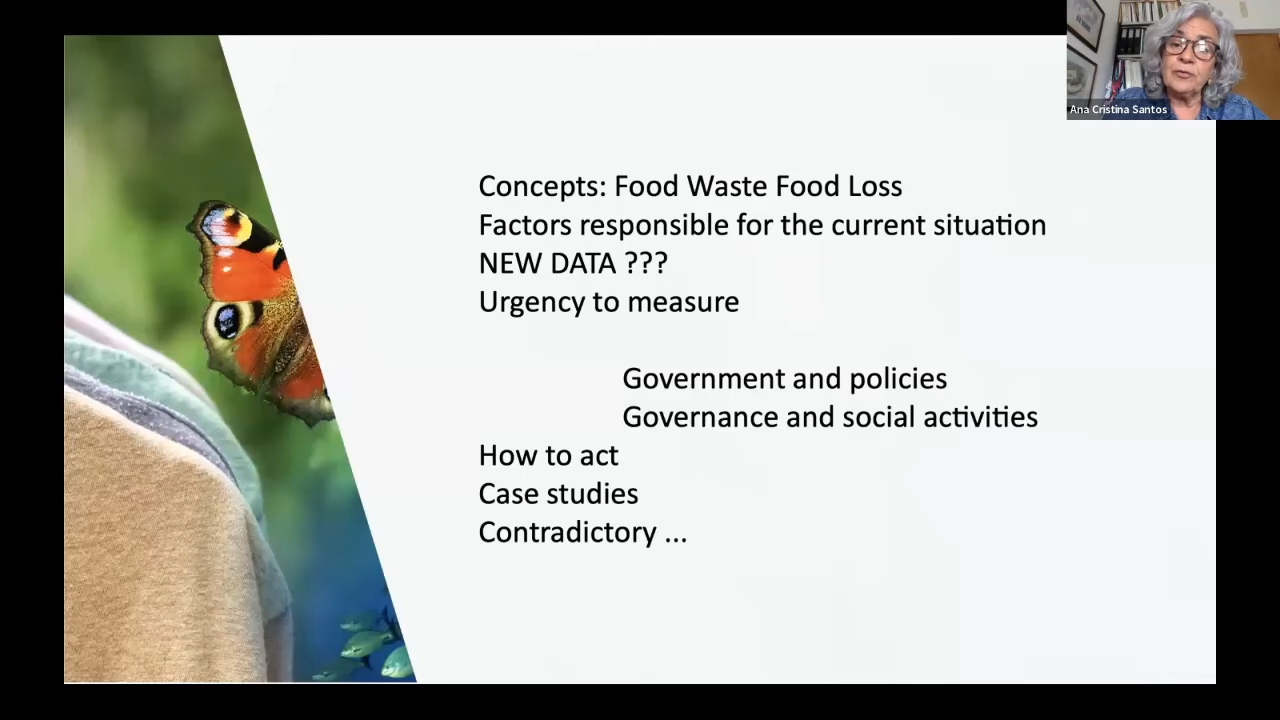 Ana Cristina Santos
Concepts: Food Waste Food Loss
Factors responsible for the current situation
NEW DATA ???
Urgency to measure
Government and policies
Governance and social activities
How to act
Case studies
Contradictory ...